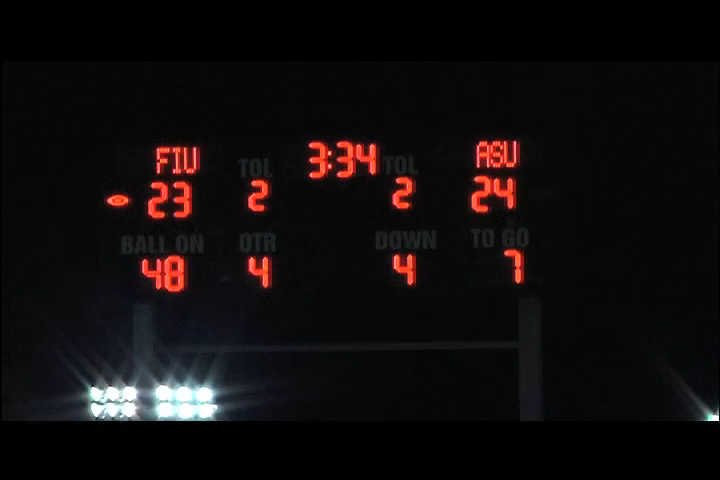 FIU TOL 3:34 TOL ASU
23 2 2 24
BALL ON QTR DOWN TO GO
48 4 4 7